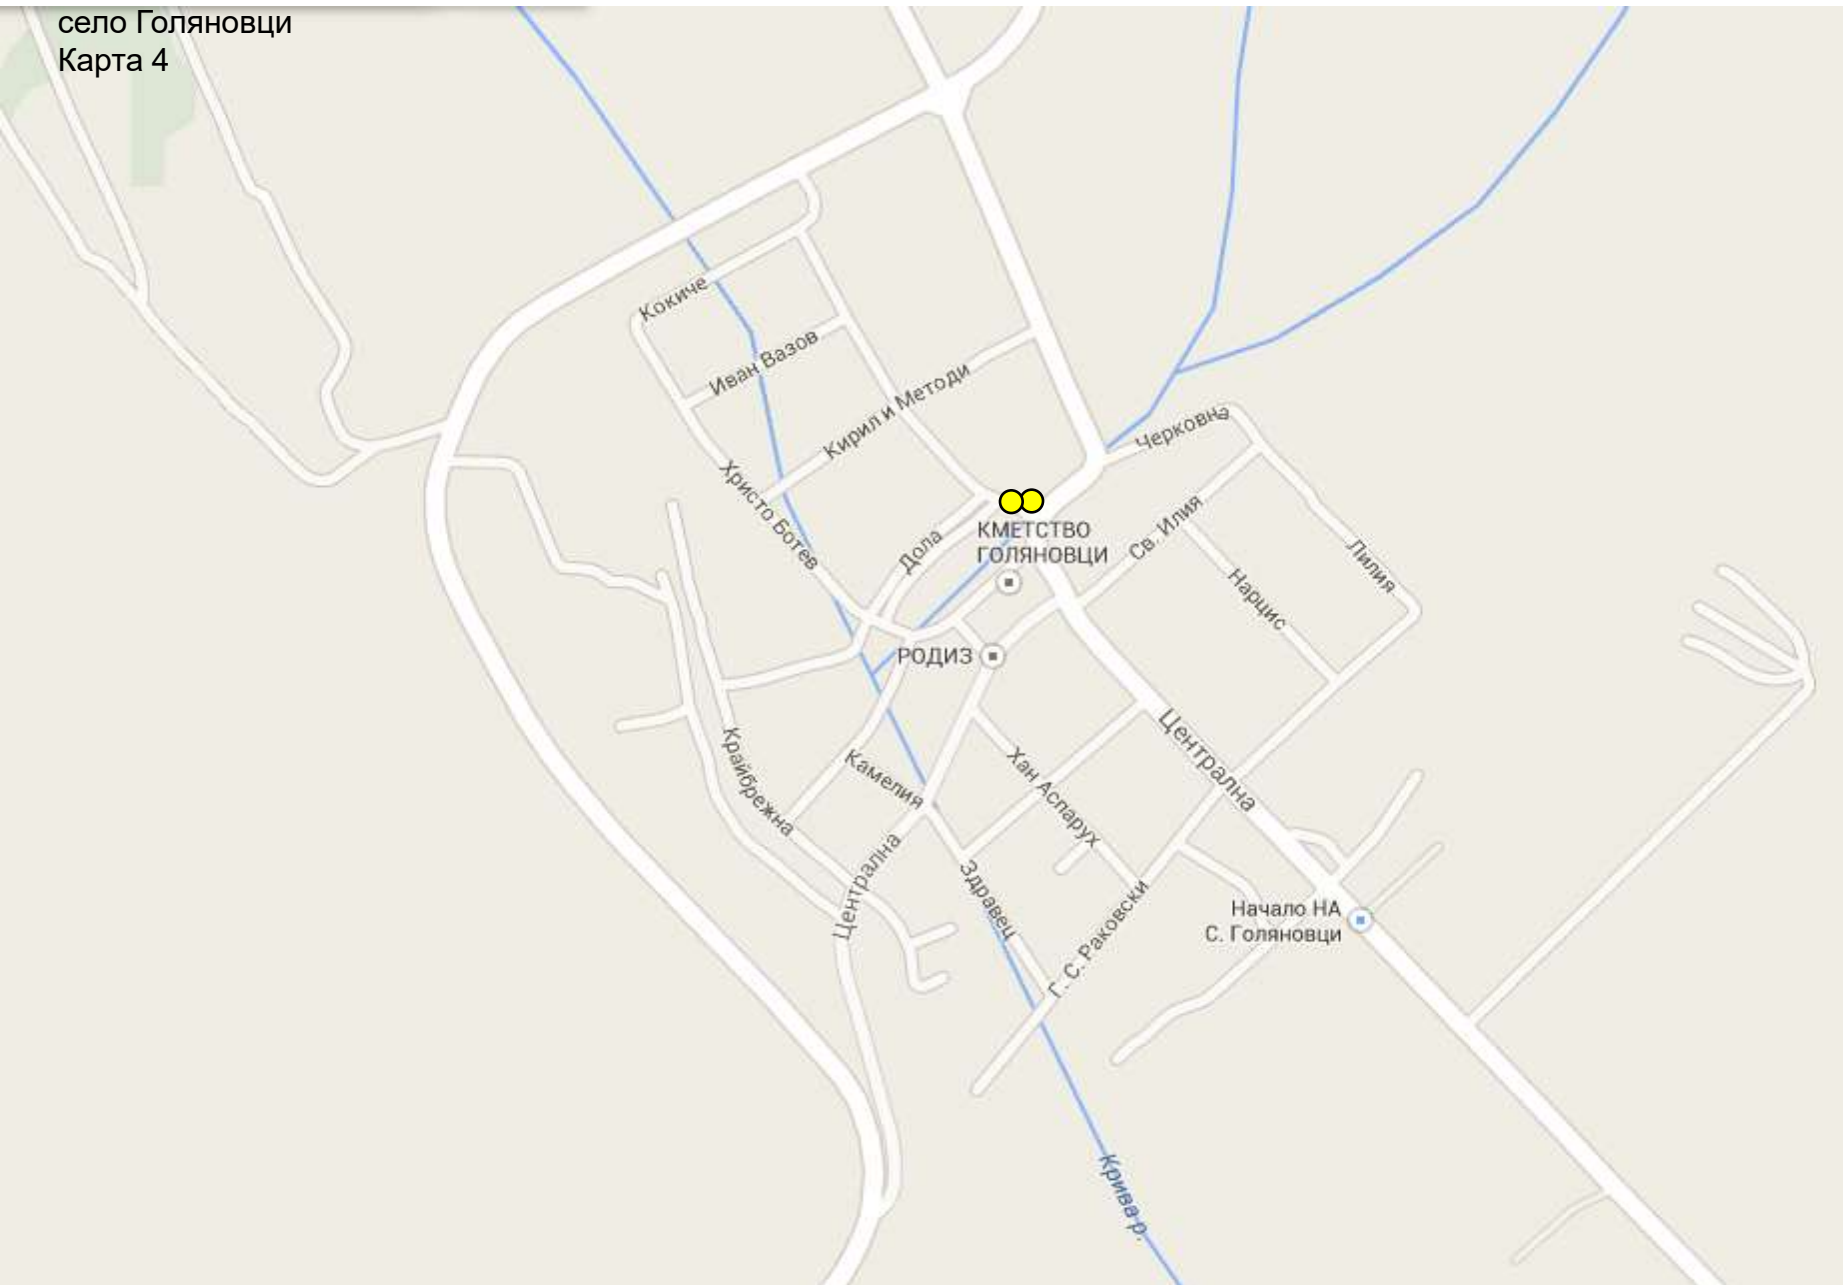 село Голяновци
Карта 4
Кокиче
Иван Вазов
Кирил и Методи
Черковна
Христо Ботев
Дола
КМЕТСТВО
ГОЛЯНОВЦИ
Св. Илия
Лилия
Нарцис
РОДИЗ
Централна
Крайбрежна
Камелия
Хан Аспарух
Централна
Здравец
Г. С. Раковски
Начало НА
С. Голяновци
Крива р.